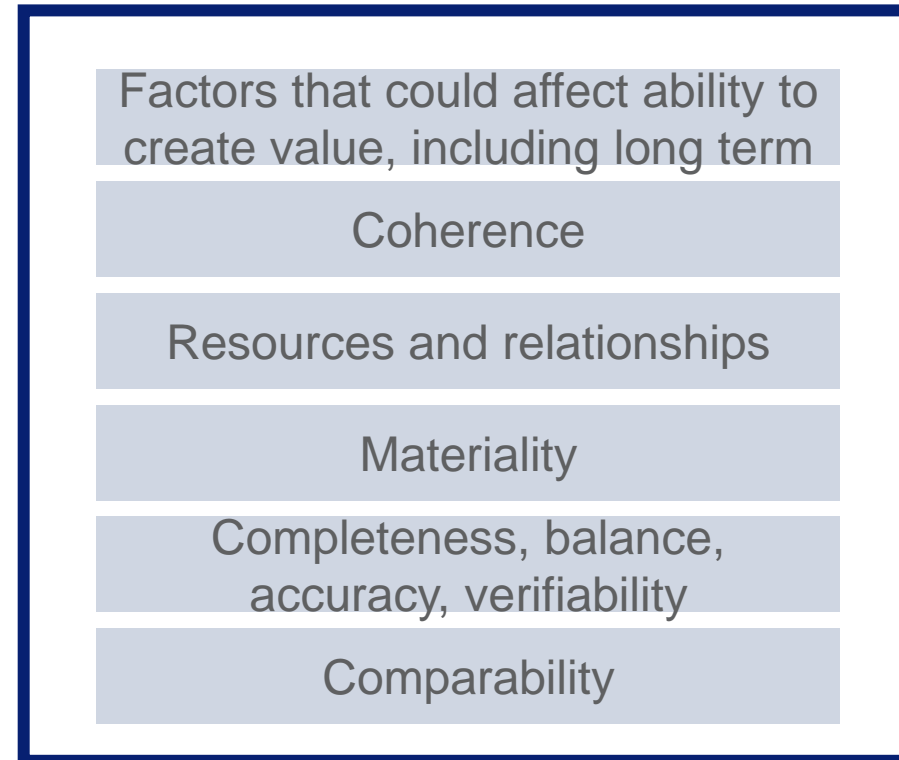 Factors that could affect ability to
create value, including long term
Coherence
Resources and relationships
Materiality
Completeness, balance,
accuracy, verifiability
Comparability